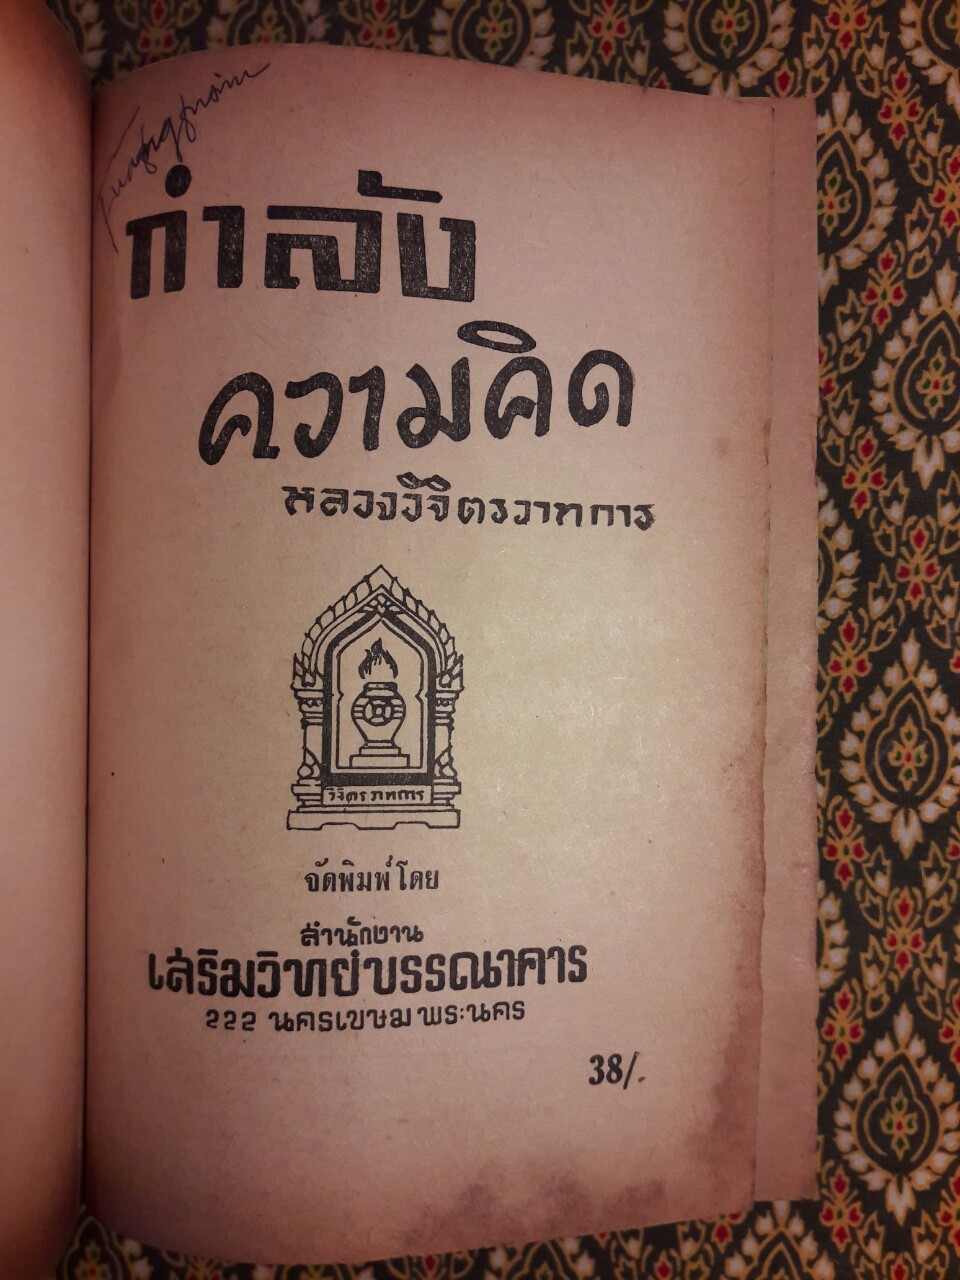 กำลัง
ความคิด
หลวงวิจิตรวาทการ
วิจิตรวาทการ
จัดพิมพ์โดย
สำนักงาน
เสริมวิทย์บรรณาคาร
๒๒๒ นครเขษม พระนคร
38/.